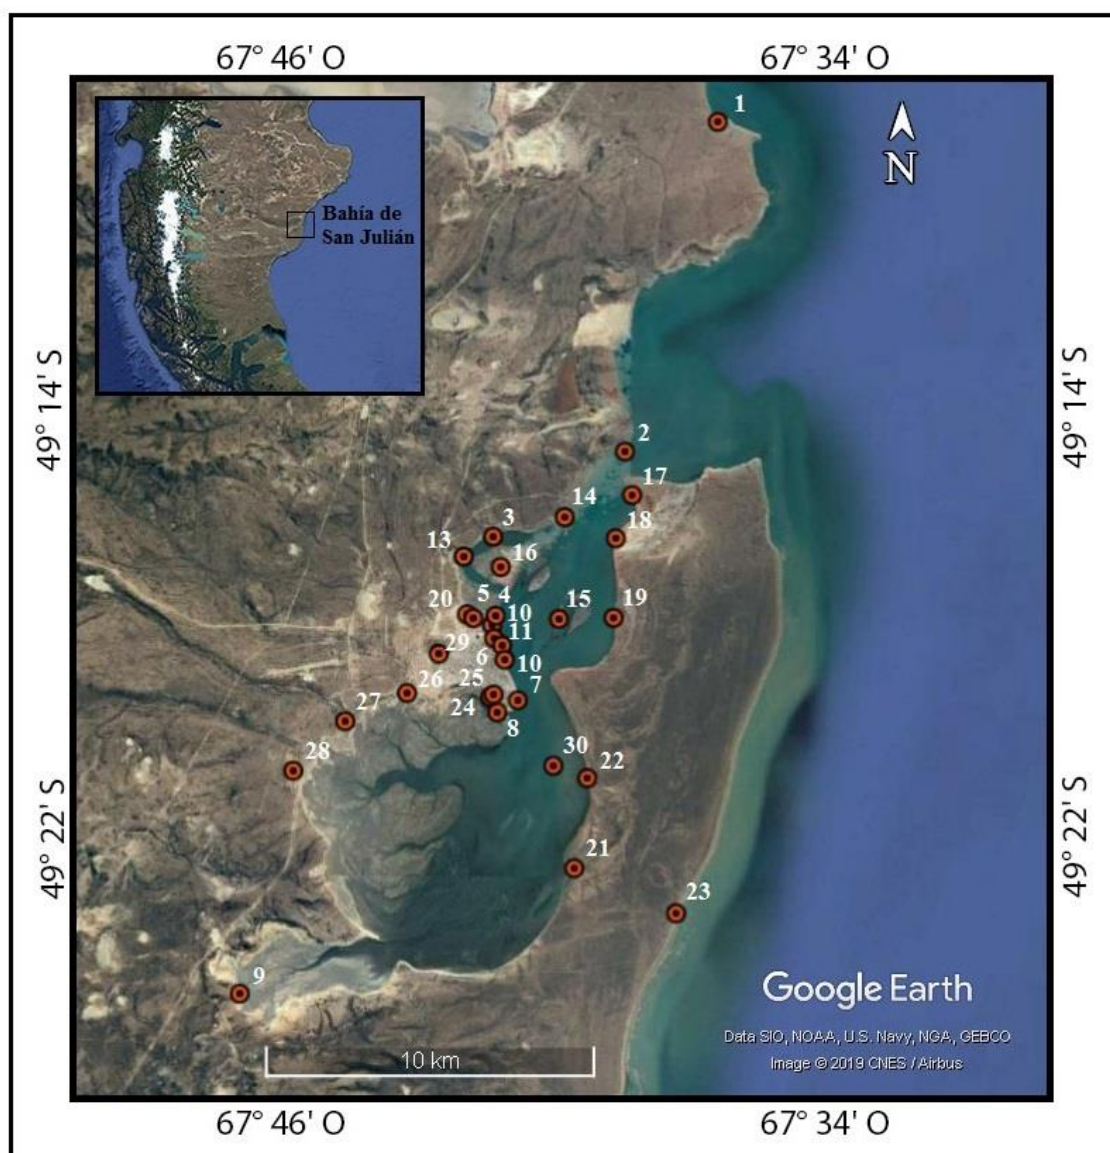 67° 46' O
67° 34' O
1
N
Bahía de
San Julián
49° 14' S
49° 14' S
2
17
14
3
18
13
16
20
5
4
10
15
19
11
29
6
10
25
26
7
27
24
8
28
30
22
49° 22' S
49° 22' S
21
23
9
Google Earth
Data SIO, NOAA, U.S. Navy, NGA, GEBCO
Image © 2019 CNES / Airbus
10 km
67° 46' O
67° 34' O